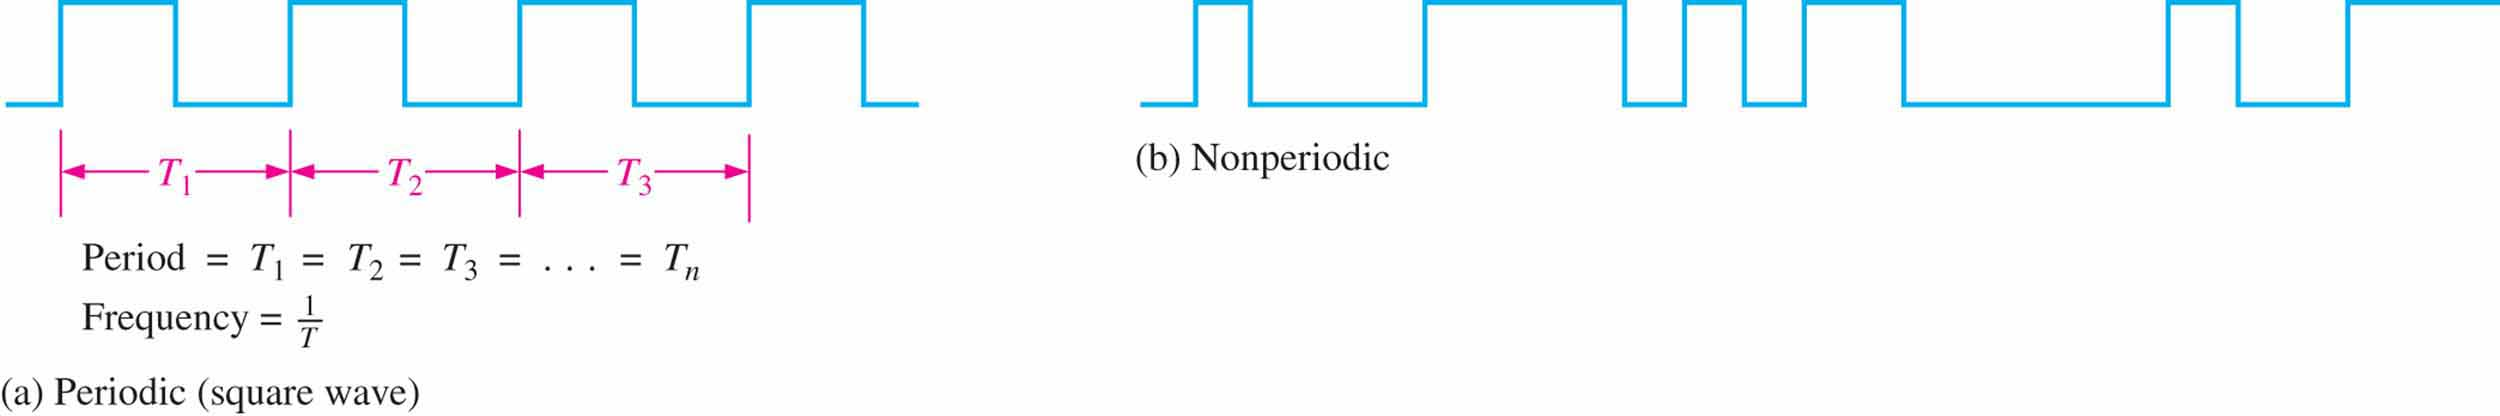 T₁ T₂ T₃
(b) Nonperiodic
Period = T₁ = T₂ = T₃ = . . . = Tₙ
Frequency = 1/T
(a) Periodic (square wave)